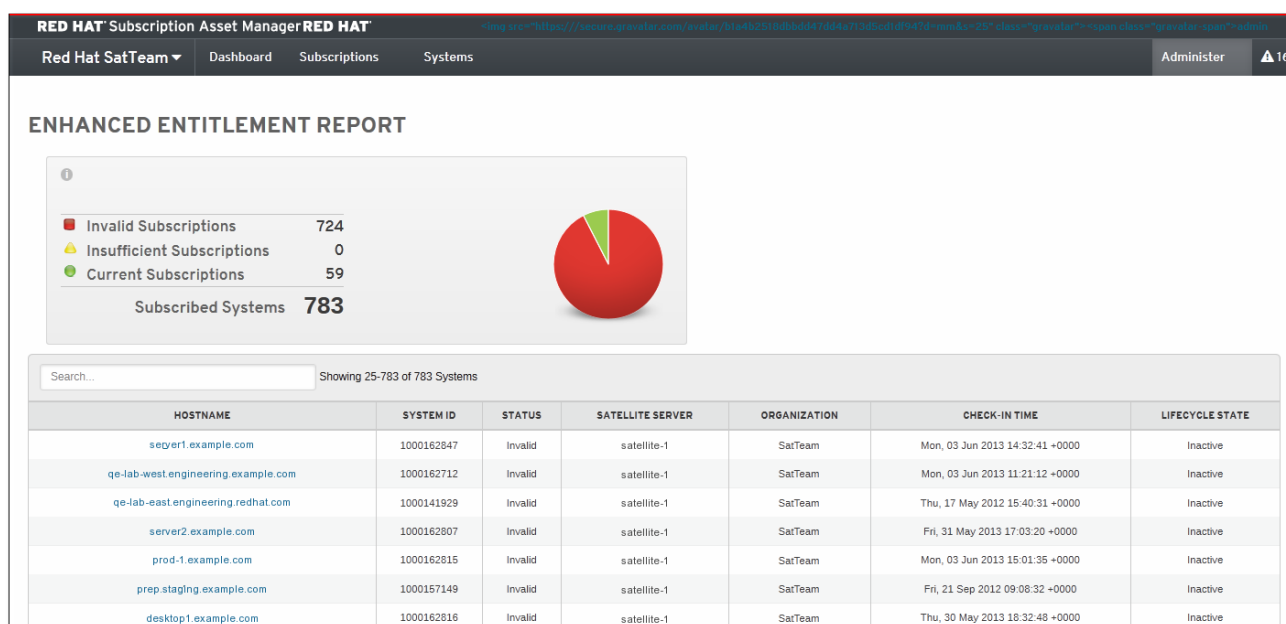 RED HAT Subscription Asset Manager RED HAT
admin
Red Hat SatTeam Dashboard Subscriptions Systems Administer 16
ENHANCED ENTITLEMENT REPORT
Invalid Subscriptions 724
Insufficient Subscriptions 0
Current Subscriptions 59
Subscribed Systems 783
Search... Showing 25-783 of 783 Systems
HOSTNAME SYSTEM ID STATUS SATELLITE SERVER ORGANIZATION CHECK-IN TIME LIFECYCLE STATE
server1.example.com 1000162847 Invalid satellite-1 SatTeam Mon, 03 Jun 2013 14:32:41 +0000 Inactive
qe-lab-west.engineering.example.com 1000162712 Invalid satellite-1 SatTeam Mon, 03 Jun 2013 11:21:12 +0000 Inactive
qe-lab-east.engineering.redhat.com 1000141929 Invalid satellite-1 SatTeam Thu, 17 May 2012 15:40:31 +0000 Inactive
server2.example.com 1000162807 Invalid satellite-1 SatTeam Fri, 31 May 2013 17:03:20 +0000 Inactive
prod-1.example.com 1000162815 Invalid satellite-1 SatTeam Mon, 03 Jun 2013 15:01:35 +0000 Inactive
prep.staging.example.com 1000157149 Invalid satellite-1 SatTeam Fri, 21 Sep 2012 09:08:32 +0000 Inactive
desktop1.example.com 1000162816 Invalid satellite-1 SatTeam Thu, 30 May 2013 18:32:48 +0000 Inactive